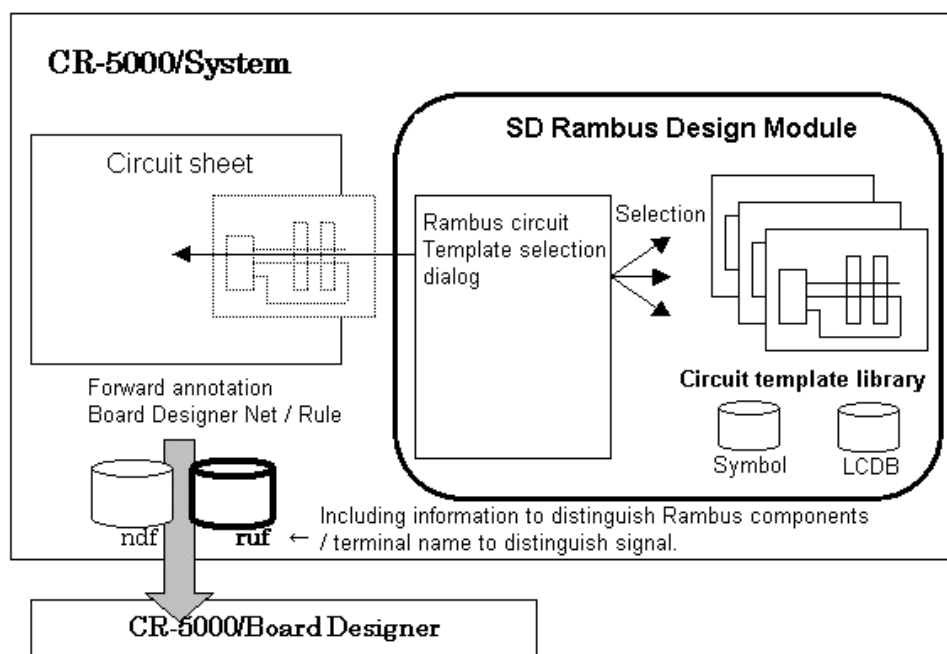 CR-5000/System
SD Rambus Design Module
Circuit sheet
Rambus circuit
Template selection
dialog
Selection
Circuit template library
Symbol
LCDB
Forward annotation
Board Designer Net / Rule
ndf
ruf
← Including information to distinguish Rambus components
/ terminal name to distinguish signal.
CR-5000/Board Designer